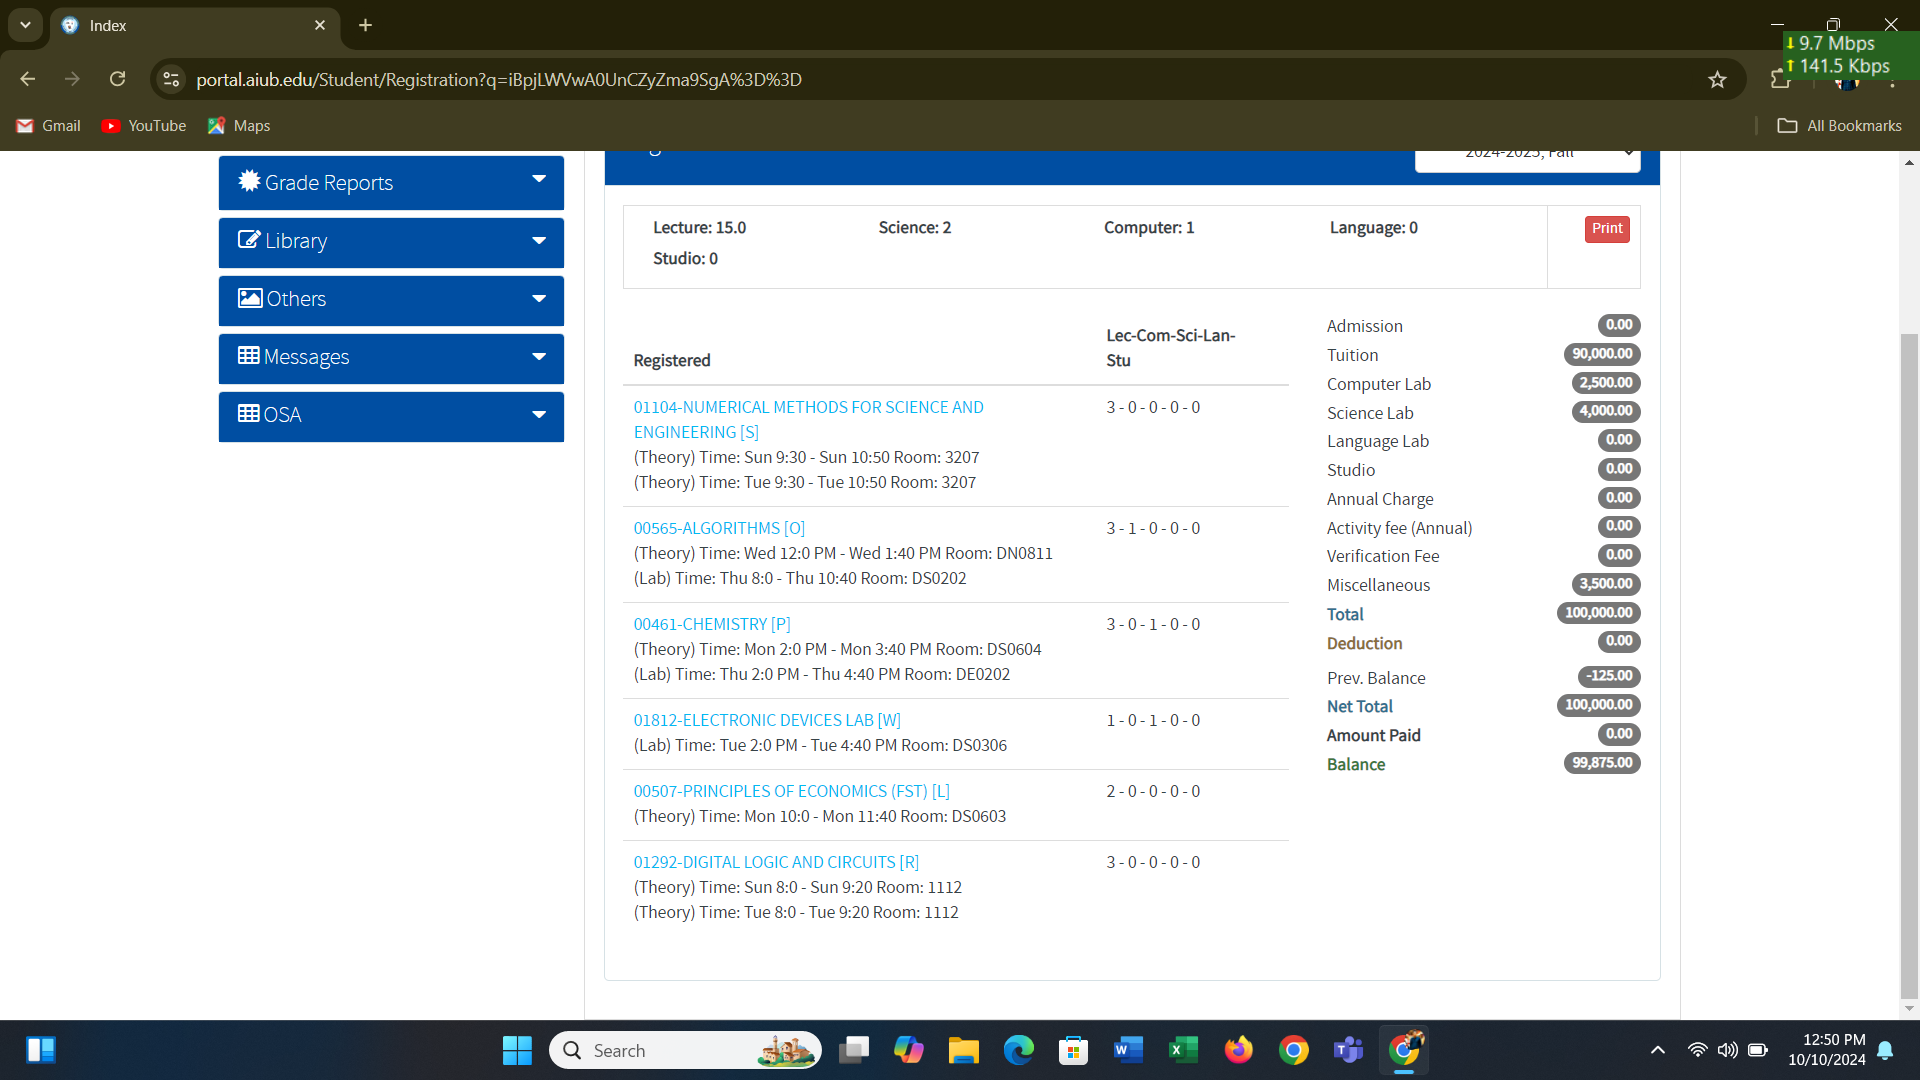 Index
9.7 Mbps
141.5 Kbps
portal.aiub.edu/Student/Registration?q=iBpjLWVwA0UnCZyZma9SgA%3D%3D
Gmail YouTube Maps All Bookmarks
2024-2025, Fall
Grade Reports
Library
Others
Messages
OSA
Lecture: 15.0 Science: 2 Computer: 1 Language: 0
Studio: 0
Print
Registered
Lec-Com-Sci-Lan-
Stu
01104-NUMERICAL METHODS FOR SCIENCE AND
ENGINEERING [S]
3 - 0 - 0 - 0 - 0
(Theory) Time: Sun 9:30 - Sun 10:50 Room: 3207
(Theory) Time: Tue 9:30 - Tue 10:50 Room: 3207
00565-ALGORITHMS [O]
3 - 1 - 0 - 0 - 0
(Theory) Time: Wed 12:0 PM - Wed 1:40 PM Room: DN0811
(Lab) Time: Thu 8:0 - Thu 10:40 Room: DS0202
00461-CHEMISTRY [P]
3 - 0 - 1 - 0 - 0
(Theory) Time: Mon 2:0 PM - Mon 3:40 PM Room: DS0604
(Lab) Time: Thu 2:0 PM - Thu 4:40 PM Room: DE0202
01812-ELECTRONIC DEVICES LAB [W]
1 - 0 - 1 - 0 - 0
(Lab) Time: Tue 2:0 PM - Tue 4:40 PM Room: DS0306
00507-PRINCIPLES OF ECONOMICS (FST) [L]
2 - 0 - 0 - 0 - 0
(Theory) Time: Mon 10:0 - Mon 11:40 Room: DS0603
01292-DIGITAL LOGIC AND CIRCUITS [R]
3 - 0 - 0 - 0 - 0
(Theory) Time: Sun 8:0 - Sun 9:20 Room: 1112
(Theory) Time: Tue 8:0 - Tue 9:20 Room: 1112
Admission 0.00
Tuition 90,000.00
Computer Lab 2,500.00
Science Lab 4,000.00
Language Lab 0.00
Studio 0.00
Annual Charge 0.00
Activity fee (Annual) 0.00
Verification Fee 0.00
Miscellaneous 3,500.00
Total 100,000.00
Deduction 0.00
Prev. Balance -125.00
Net Total 100,000.00
Amount Paid 0.00
Balance 99,875.00
Search
12:50 PM
10/10/2024